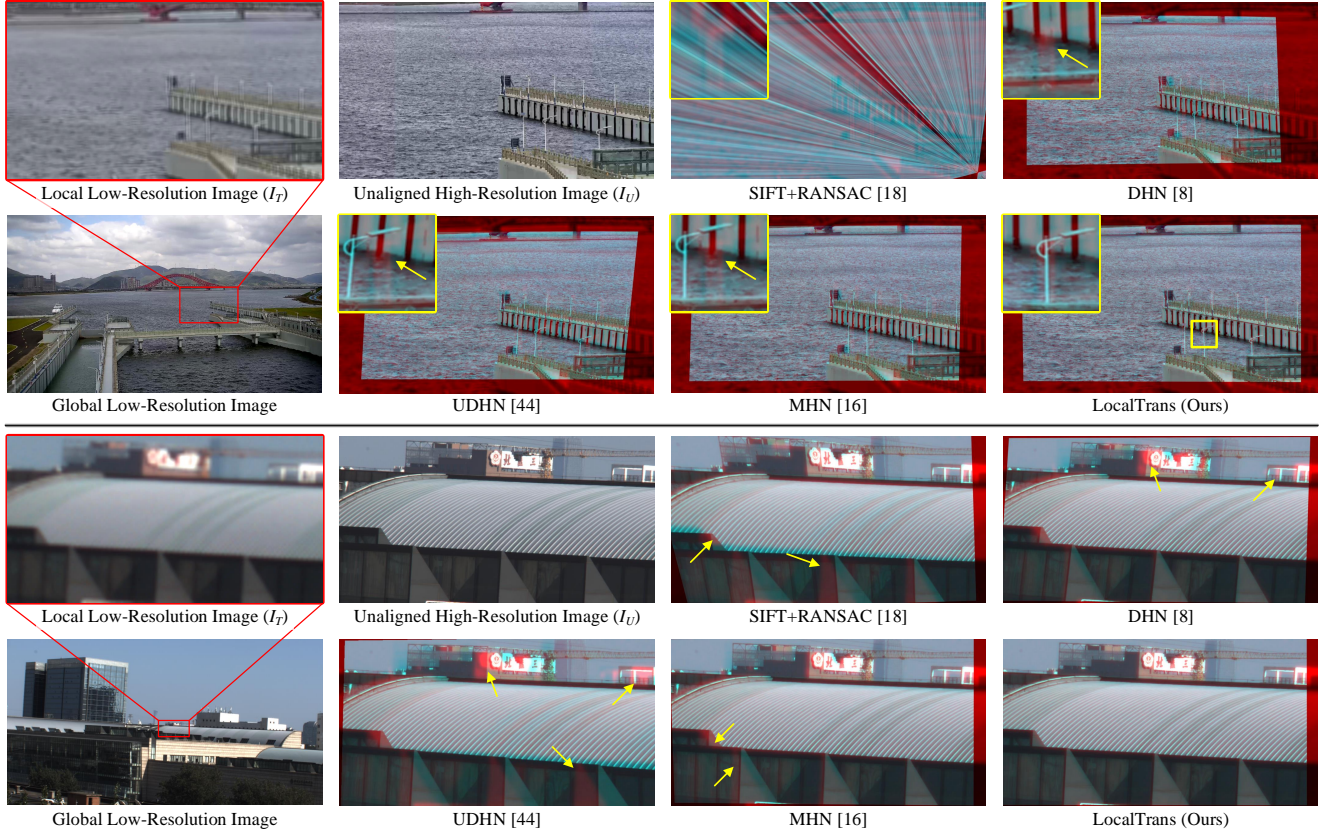 Local Low-Resolution Image (I_T)
Unaligned High-Resolution Image (I_U)
SIFT+RANSAC [18]
DHN [8]
Global Low-Resolution Image
UDHN [44]
MHN [16]
LocalTrans (Ours)
Local Low-Resolution Image (I_T)
Unaligned High-Resolution Image (I_U)
SIFT+RANSAC [18]
DHN [8]
Global Low-Resolution Image
UDHN [44]
MHN [16]
LocalTrans (Ours)